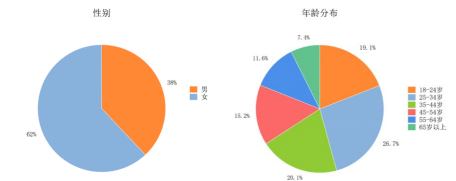 性别
38%
62%
男
女
年龄分布
7.4%
19.1%
11.6%
15.2%
26.7%
20.1%
18-24岁
25-34岁
35-44岁
45-54岁
55-64岁
65岁以上